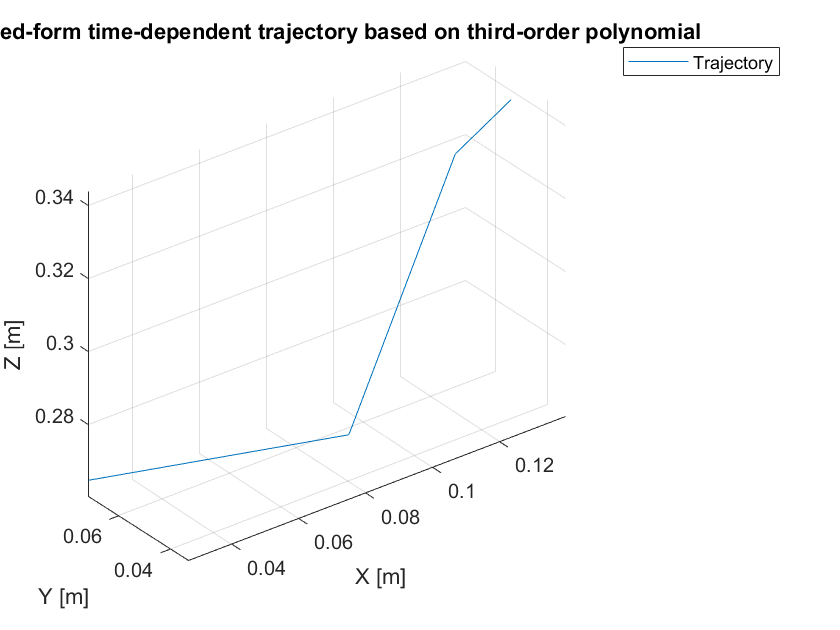 ed-form time-dependent trajectory based on third-order polynomial
Trajectory
0.34
0.32
0.3
0.28
Z [m]
0.06
0.04
Y [m]
0.04
0.06
0.08
0.1
0.12
X [m]